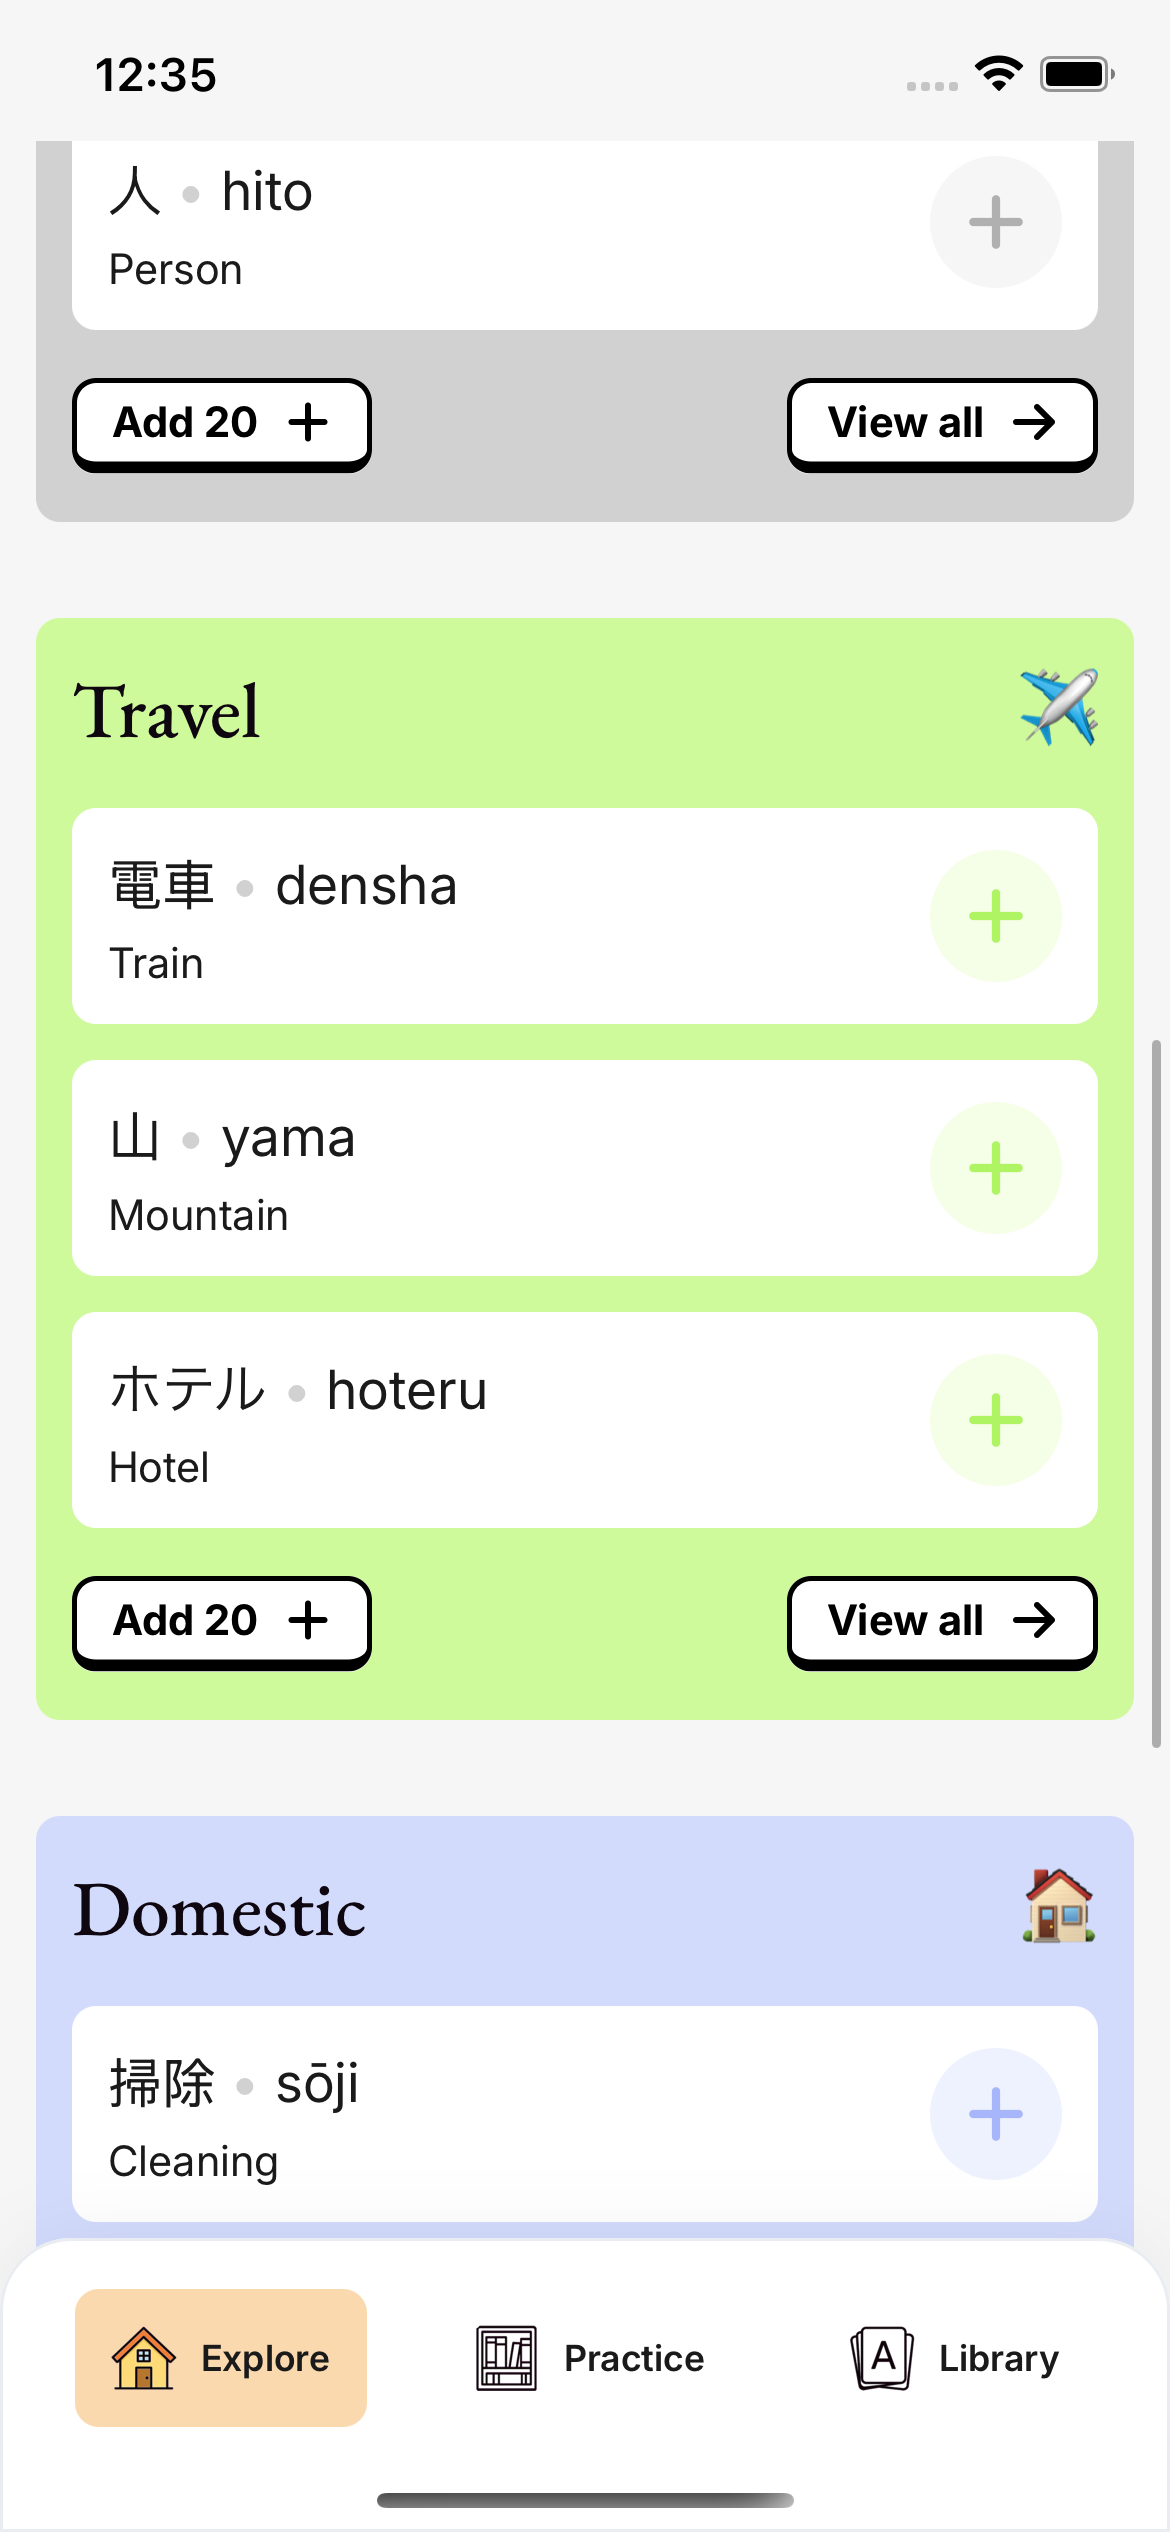 12:35
人 • hito
Person
Add 20
View all
Travel
電車 • densha
Train
山 • yama
Mountain
ホテル • hoteru
Hotel
Add 20
View all
Domestic
掃除 • sōji
Cleaning
Explore
Practice
A
Library